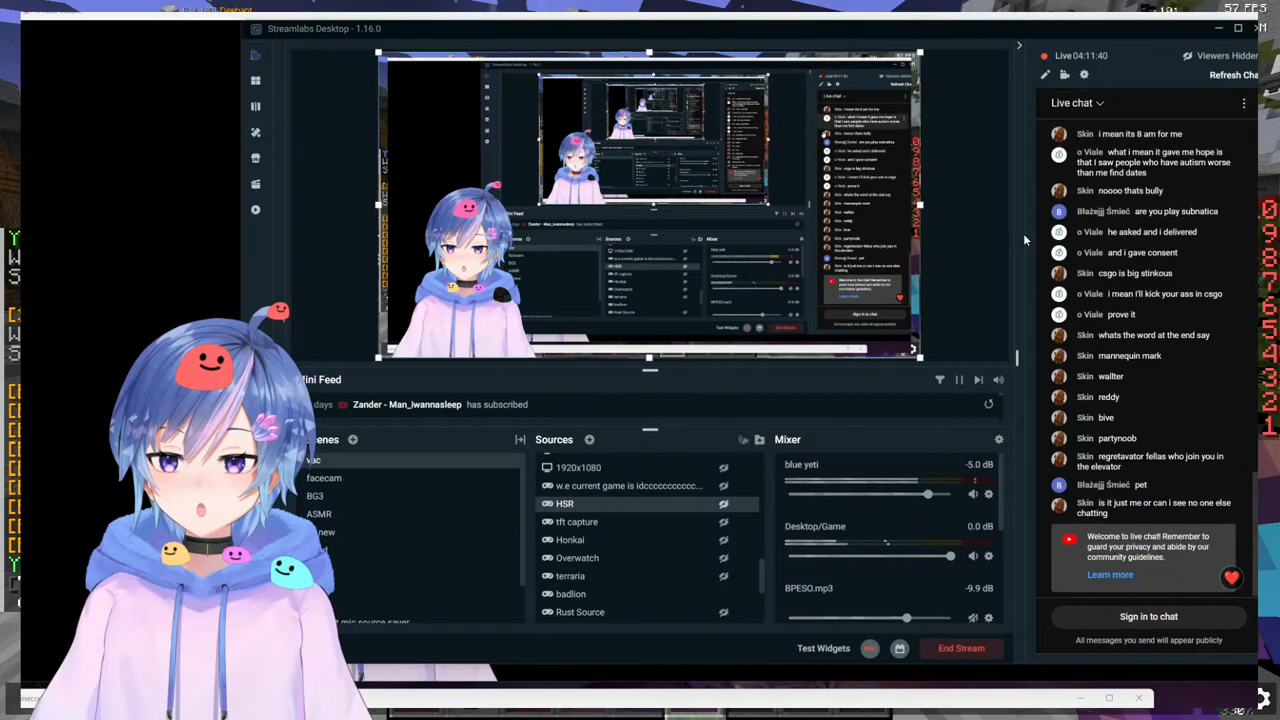 Streamlabs Desktop - 1.16.0
Live 04:11:40
Viewers Hidden
Refresh Cha
Live chat
Skin i mean its 8 am for me
o Viale what i mean it gave me hope is
that I saw people who have autism worse
than me find dates
Skin noooo thats bully
Błażejjj Śmieć are you play subnatica
o Viale he asked and I delivered
o Viale and I gave consent
Skin csgo is big stinkous
o Viale i mean I'll kill your ass in csgo
o Viale prove it
Skin whats the word at the end say
Skin mannequin mark
Skin wallter
Skin reddy
Skin bive
Skin partynoob
Skin regretavator fellas who join you in
the elevator
Błażejjj Śmieć pet
Skin is it just me or can i see no one else
chatting
Welcome to live chat! Remember to
guard your privacy and abide by our
community guidelines.
Learn more
Sign in to chat
All messages you send will appear publicly
ini Feed
days Zander - Man_iwannasleep has subscribed
enes
facecam
BG3
ASMR
new
Sources
1920x1080
w.e current game is idcccccccccc...
HSR
tft capture
Honkai
Overwatch
terraria
badlion
Rust Source
Mixer
blue yeti -5.0 dB
Desktop/Game 0.0 dB
BPESO.mp3 -9.9 dB
Test Widgets
REC
End Stream